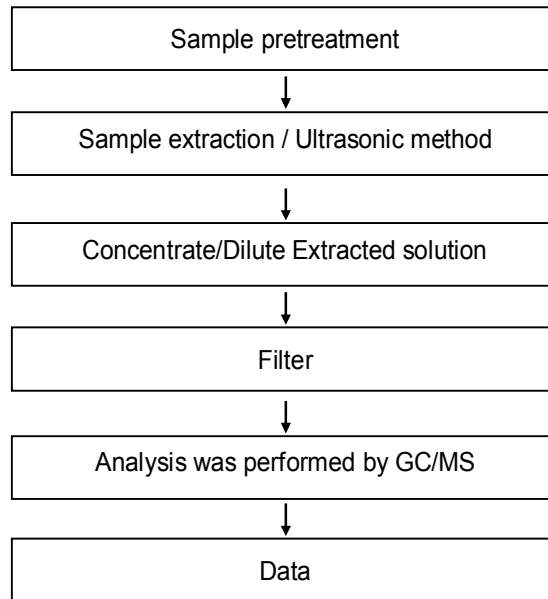 Sample pretreatment
Sample extraction / Ultrasonic method
Concentrate/Dilute Extracted solution
Filter
Analysis was performed by GC/MS
Data